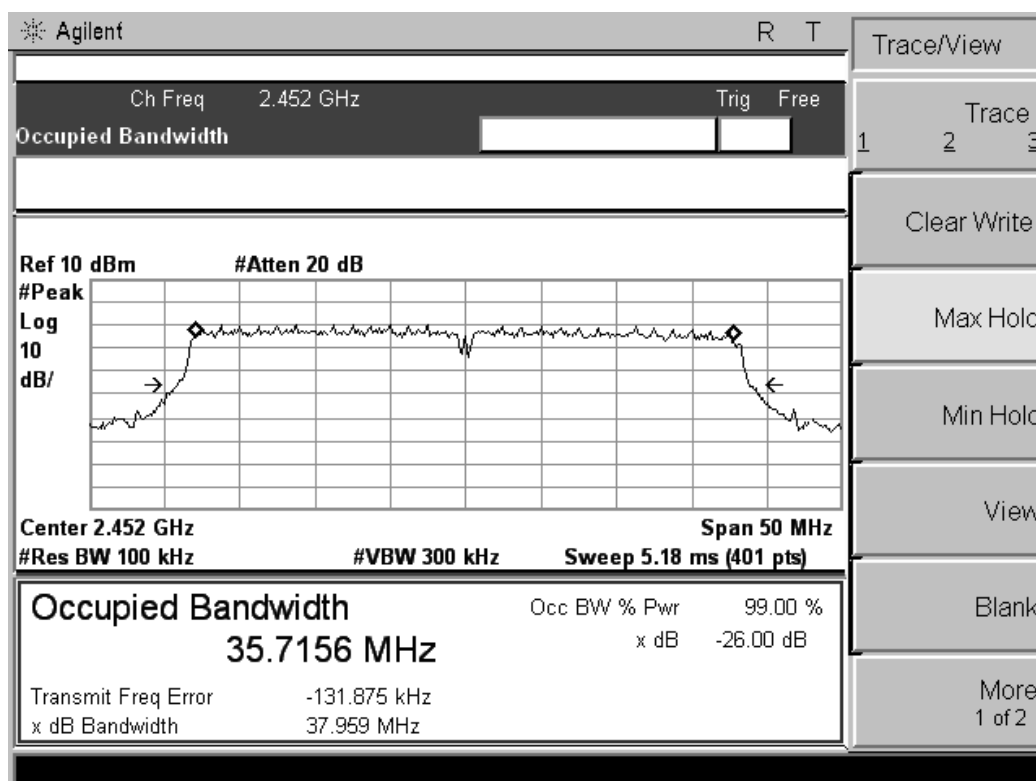 Agilent R T
Trace/View
Ch Freq 2.452 GHz Trig Free
Occupied Bandwidth
Trace
1 2 3
Clear Write
Max Hold
Min Hold
View
Blank
More
1 of 2
Ref 10 dBm #Atten 20 dB
#Peak
Log
10
dB/
Center 2.452 GHz Span 50 MHz
#Res BW 100 kHz #VBW 300 kHz Sweep 5.18 ms (401 pts)
Occupied Bandwidth
35.7156 MHz
Occ BW % Pwr 99.00 %
x dB -26.00 dB
Transmit Freq Error -131.875 kHz
x dB Bandwidth 37.959 MHz